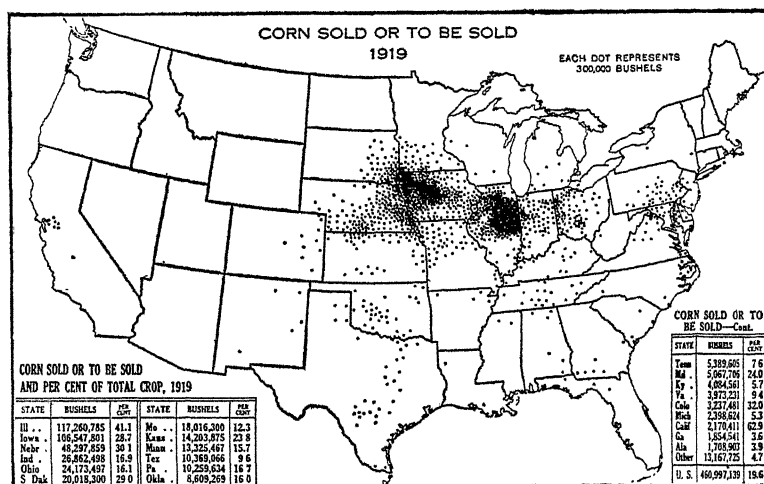 CORN SOLD OR TO BE SOLD
1919
EACH DOT REPRESENTS
300,000 BUSHELS
CORN SOLD OR TO BE SOLD
AND PER CENT OF TOTAL CROP, 1919
STATE BUSHELS PER CENT STATE BUSHELS PER CENT
Ill .. 117,260,785 41.1 Mo .. 18,016,300 12.3
Iowa . 106,547,801 28.7 Kans . 14,203,875 23 8
Nebr . 48,297,859 30 1 Minn . 13,325,467 15.7
Ind . 26,862,498 16.9 Tex . 10,369,066 9 6
Ohio 24,173,497 16.1 Pa . 10,259,634 16 7
S Dak 20,018,300 29 0 Okla . 8,609,269 16 0
CORN SOLD OR TO
BE SOLD—Cont.
STATE BUSHELS PER CENT
Tenn 5,389,605 7 6
Md . 5,067,706 24.0
Ky . 4,084,561 5.7
Va . 3,973,231 9 4
Colo 3,237,481 32.0
Mich 2,398,624 5.3
Calif 2,170,411 62.9
Ga 1,854,541 3.6
Ala 1,708,903 3.9
Other 13,167,725 4.7
U. S. 460,997,139 19.6